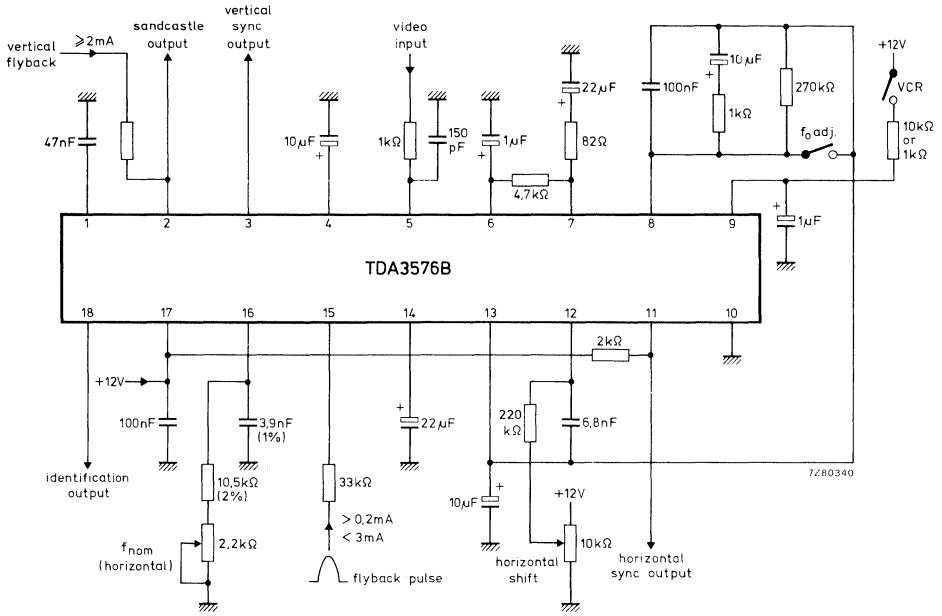 vertical
flyback
≥2mA
sandcastle
output
vertical
sync
output
video
input
+12V
VCR
47nF
10µF
+
1kΩ
150
pF
1µF
+
4,7kΩ
22µF
+
82Ω
100nF
10µF
+
1kΩ
270kΩ
f₀ adj.
10kΩ
or
1kΩ
+
1µF
1 2 3 4 5 6 7 8 9
TDA3576B
18 17 16 15 14 13 12 11 10
2kΩ
+12V
100nF
3,9nF
(1%)
+
22µF
220
kΩ
6,8nF
7Z80340
identification
output
10,5kΩ
(2%)
33kΩ
10µF
+
+12V
fnom
(horizontal)
2,2kΩ
> 0,2mA
< 3mA
flyback pulse
10kΩ
horizontal
shift
horizontal
sync output